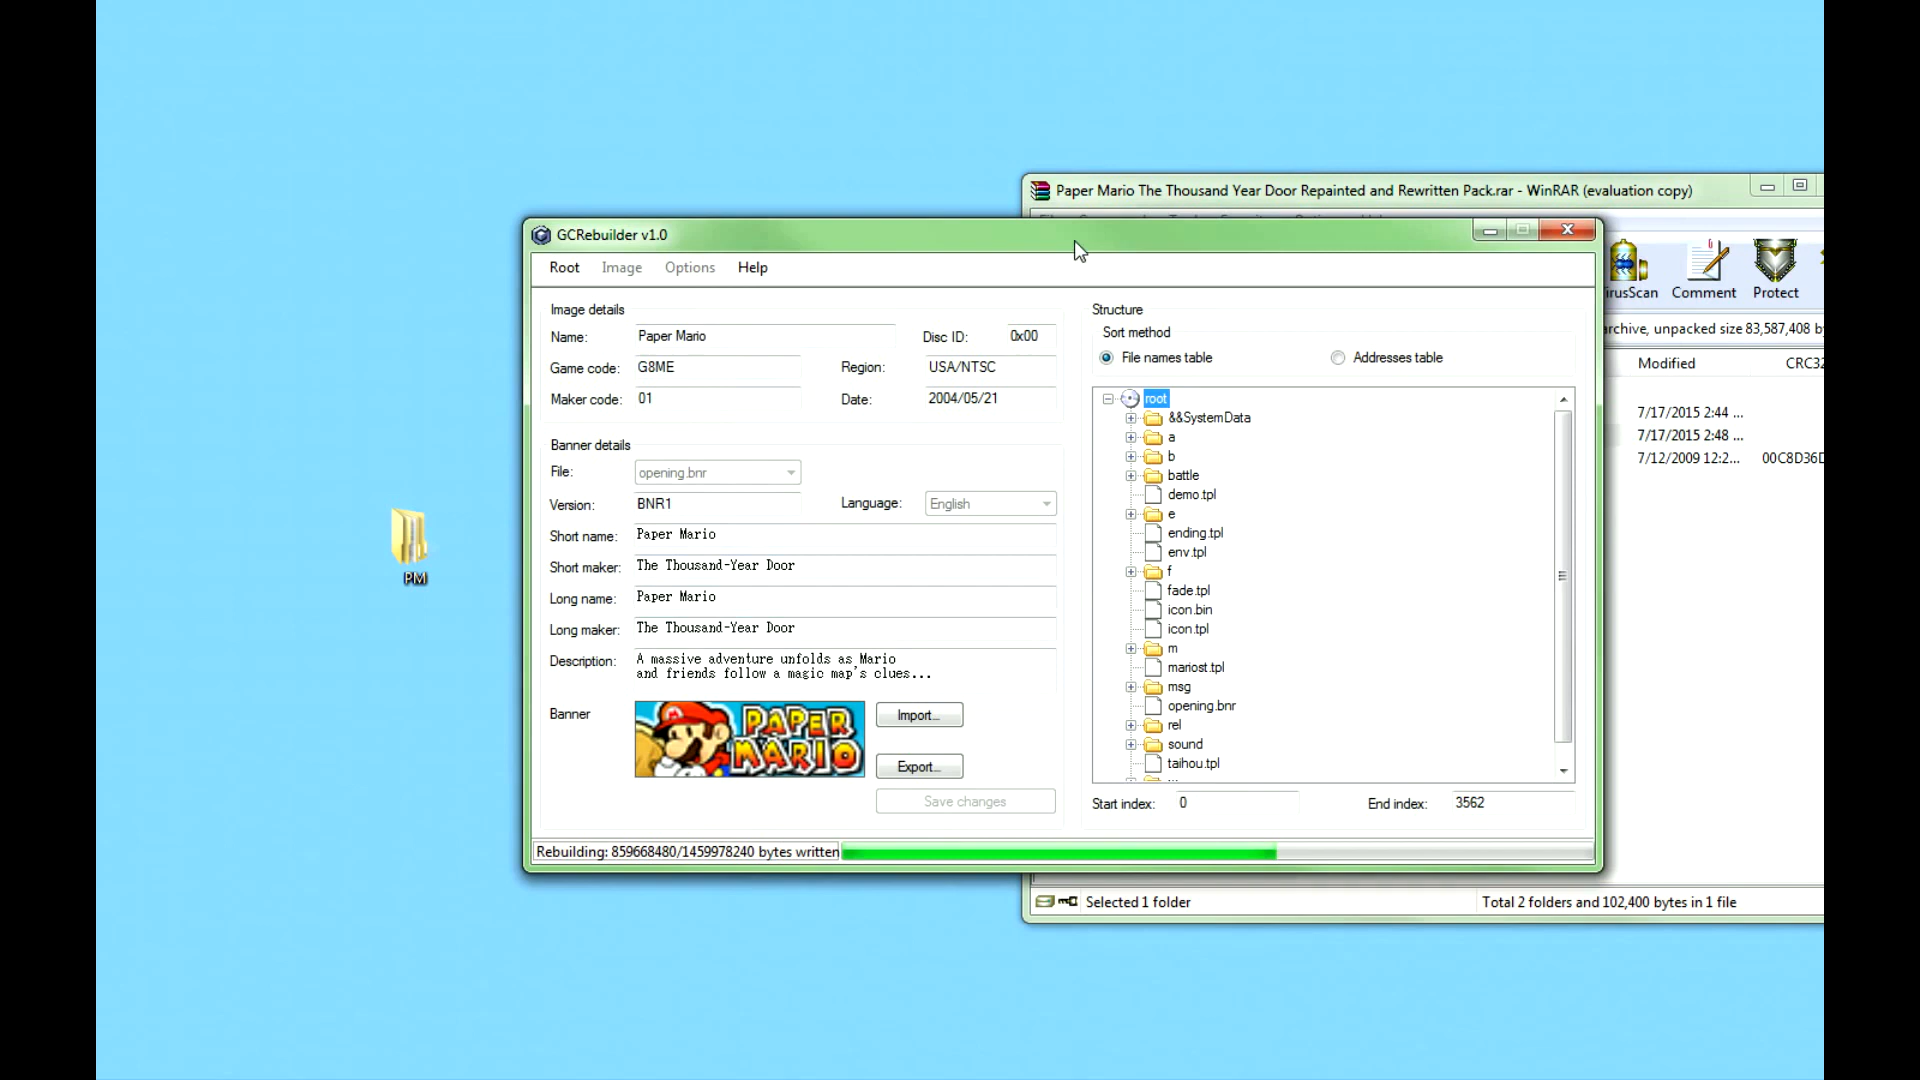 Paper Mario The Thousand Year Door Repainted and Rewritten Pack.rar - WinRAR (evaluation copy)
GCRebuilder v1.0
Root Image Options Help
Comment Protect
Image details
Name: Paper Mario Disc ID: 0x00
Game code: G8ME Region: USA/NTSC
Maker code: 01 Date: 2004/05/21
Banner details
File: opening.bnr
Version: BNR1 Language: English
Short name: Paper Mario
Short maker: The Thousand-Year Door
Long name: Paper Mario
Long maker: The Thousand-Year Door
Description: A massive adventure unfolds as Mario
and friends follow a magic map's clues...
Banner
PAPER
MARIO
Import...
Export...
Save changes
Structure
Sort method
File names table Addresses table
root
&&SystemData
a
b
battle
demo.tpl
e
ending.tpl
env.tpl
f
fade.tpl
icon.bin
icon.tpl
m
mariost.tpl
msg
opening.bnr
rel
sound
taihou.tpl
Start index: 0 End index: 3562
Rebuilding: 859668480/1459978240 bytes written
irusScan
archive, unpacked size 83,587,408 b
Modified CRC32
7/17/2015 2:44 ...
7/17/2015 2:48 ...
7/12/2009 12:2... 00C8D36D
Selected 1 folder Total 2 folders and 102,400 bytes in 1 file
PM